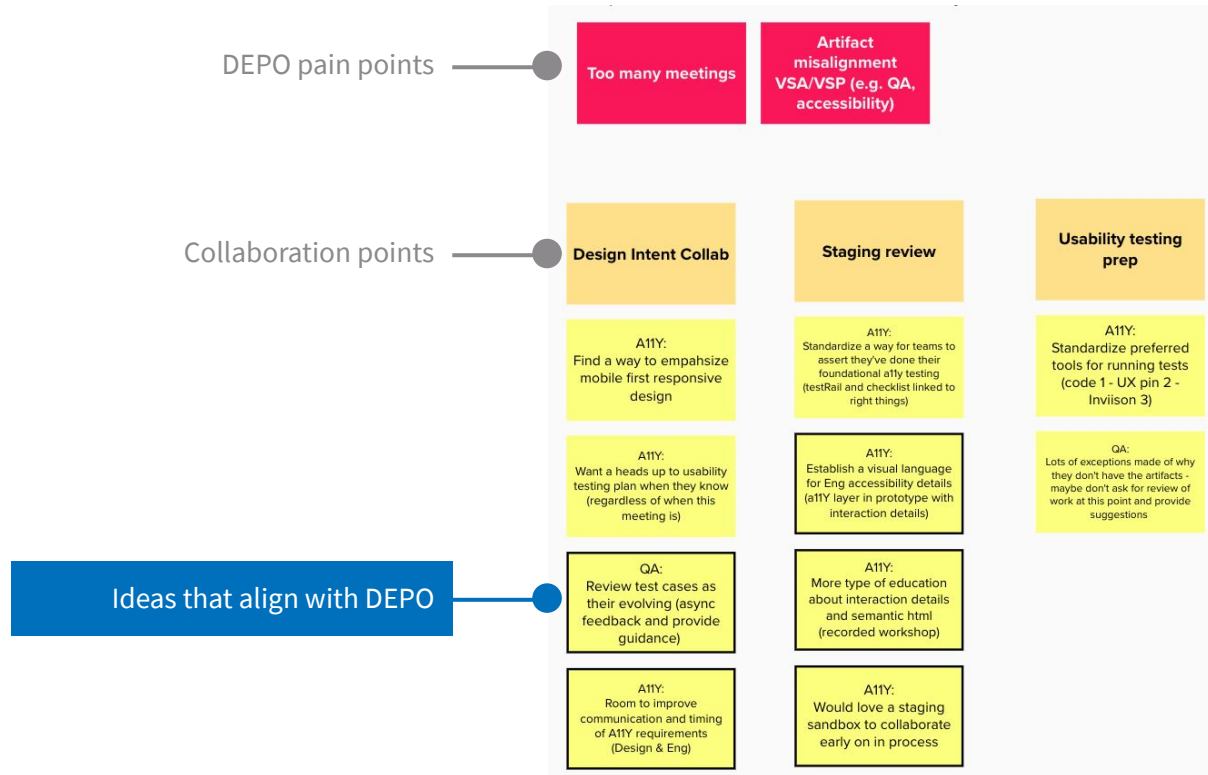 DEPO pain points
Too many meetings
Artifact
misalignment
VSA/VSP (e.g. QA,
accessibility)
Collaboration points
Design Intent Collab
Staging review
Usability testing
prep
A11Y:
Find a way to empahsize
mobile first responsive
design
A11Y:
Standardize a way for teams to
assert they've done their
foundational a11y testing
(testRail and checklist linked to
right things)
A11Y:
Standardize preferred
tools for running tests
(code 1 - UX pin 2 -
Inviison 3)
A11Y:
Want a heads up to usability
testing plan when they know
(regardless of when this
meeting is)
A11Y:
Establish a visual language
for Eng accessibility details
(a11Y layer in prototype with
interaction details)
QA:
Lots of exceptions made of why
they don't have the artifacts -
maybe don't ask for review of
work at this point and provide
suggestions
Ideas that align with DEPO
QA:
Review test cases as
their evolving (async
feedback and provide
guidance)
A11Y:
More type of education
about interaction details
and semantic html
(recorded workshop)
A11Y:
Room to improve
communication and timing
of A11Y requirements
(Design & Eng)
A11Y:
Would love a staging
sandbox to collaborate
early on in process